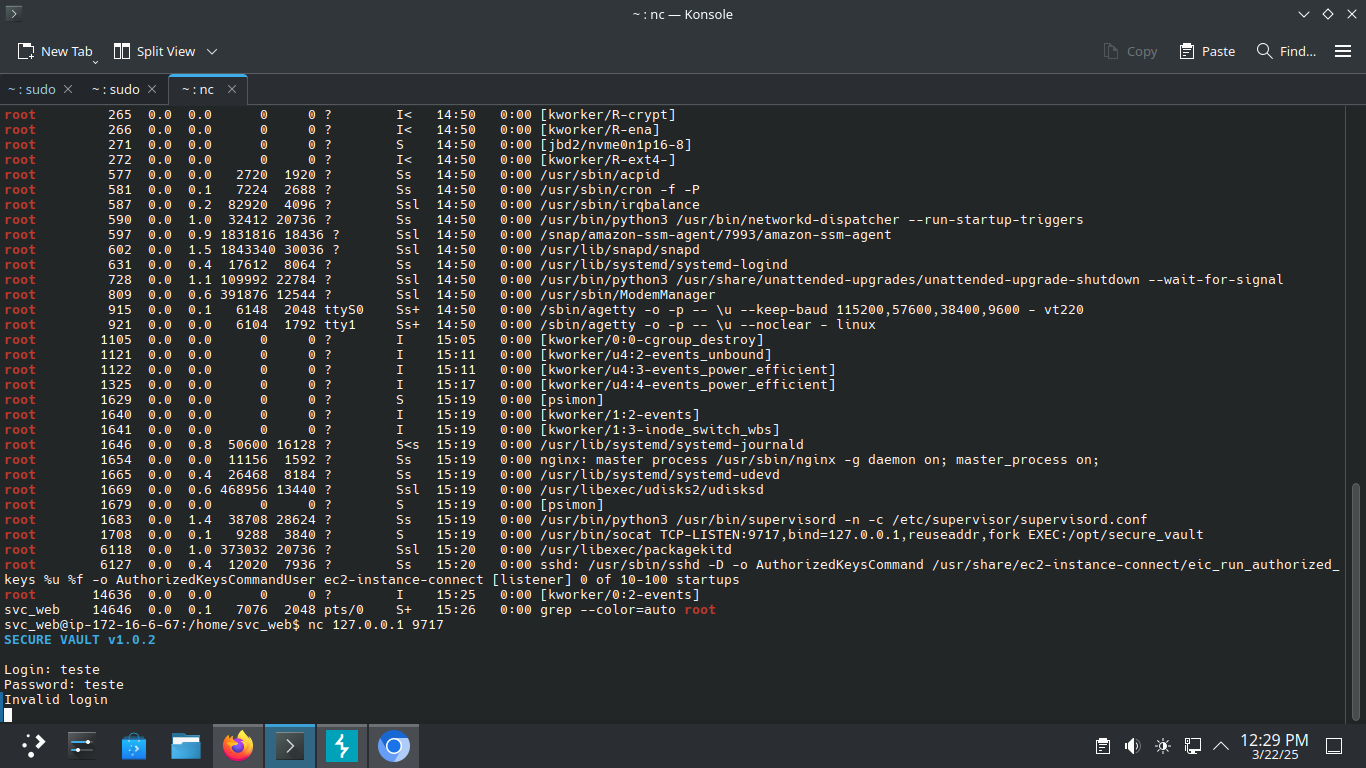 ~ : nc — Konsole
New Tab Split View Copy Paste Find...
~ : sudo ~ : sudo ~ : nc
root 265 0.0 0.0 0 0 ? I< 14:50 0:00 [kworker/R-crypt]
root 266 0.0 0.0 0 0 ? I< 14:50 0:00 [kworker/R-ena]
root 271 0.0 0.0 0 0 ? S 14:50 0:00 [jbd2/nvme0n1p16-8]
root 272 0.0 0.0 0 0 ? I< 14:50 0:00 [kworker/R-ext4-]
root 577 0.0 0.0 2720 1920 ? Ss 14:50 0:00 /usr/sbin/acpid
root 581 0.0 0.1 7224 2688 ? Ss 14:50 0:00 /usr/sbin/cron -f -P
root 587 0.0 0.2 82920 4096 ? Ssl 14:50 0:00 /usr/sbin/irqbalance
root 590 0.0 1.0 32412 20736 ? Ss 14:50 0:00 /usr/bin/python3 /usr/bin/networkd-dispatcher --run-startup-triggers
root 597 0.0 0.9 1831816 18436 ? Ssl 14:50 0:00 /snap/amazon-ssm-agent/7993/amazon-ssm-agent
root 602 0.0 1.5 1843340 30036 ? Ssl 14:50 0:00 /usr/lib/snapd/snapd
root 631 0.0 0.4 17612 8064 ? Ss 14:50 0:00 /usr/lib/systemd/systemd-logind
root 728 0.0 1.1 109992 22784 ? Ssl 14:50 0:00 /usr/bin/python3 /usr/share/unattended-upgrades/unattended-upgrade-shutdown --wait-for-signal
root 809 0.0 0.6 391876 12544 ? Ssl 14:50 0:00 /usr/sbin/ModemManager
root 915 0.0 0.1 6148 2048 ttyS0 Ss+ 14:50 0:00 /sbin/agetty -o -p -- \u --keep-baud 115200,57600,38400,9600 - vt220
root 921 0.0 0.0 6104 1792 tty1 Ss+ 14:50 0:00 /sbin/agetty -o -p -- \u --noclear - linux
root 1105 0.0 0.0 0 0 ? I 15:05 0:00 [kworker/0:0-cgroup_destroy]
root 1121 0.0 0.0 0 0 ? I 15:11 0:00 [kworker/u4:2-events_unbound]
root 1122 0.0 0.0 0 0 ? I 15:11 0:00 [kworker/u4:3-events_power_efficient]
root 1325 0.0 0.0 0 0 ? I 15:17 0:00 [kworker/u4:4-events_power_efficient]
root 1629 0.0 0.0 0 0 ? S 15:19 0:00 [psimon]
root 1640 0.0 0.0 0 0 ? I 15:19 0:00 [kworker/1:2-events]
root 1641 0.0 0.0 0 0 ? I 15:19 0:00 [kworker/1:3-inode_switch_wbs]
root 1646 0.0 0.8 50600 16128 ? S<s 15:19 0:00 /usr/lib/systemd/systemd-journald
root 1654 0.0 0.0 11156 1592 ? Ss 15:19 0:00 nginx: master process /usr/sbin/nginx -g daemon on; master_process on;
root 1665 0.0 0.4 26468 8184 ? Ss 15:19 0:00 /usr/lib/systemd/systemd-udevd
root 1669 0.0 0.6 468956 13440 ? Ssl 15:19 0:00 /usr/libexec/udisks2/udisksd
root 1679 0.0 0.0 0 0 ? S 15:19 0:00 [psimon]
root 1683 0.0 1.4 38708 28624 ? Ss 15:19 0:00 /usr/bin/python3 /usr/bin/supervisord -n -c /etc/supervisor/supervisord.conf
root 1708 0.0 0.1 9288 3840 ? S 15:19 0:00 /usr/bin/socat TCP-LISTEN:9717,bind=127.0.0.1,reuseaddr,fork EXEC:/opt/secure_vault
root 6118 0.0 1.0 373032 20736 ? Ssl 15:20 0:00 /usr/libexec/packagekitd
root 6127 0.0 0.4 12020 7936 ? Ss 15:20 0:00 sshd: /usr/sbin/sshd -D -o AuthorizedKeysCommand /usr/share/ec2-instance-connect/eic_run_authorized_
keys %u %f -o AuthorizedKeysCommandUser ec2-instance-connect [listener] 0 of 10-100 startups
root 14636 0.0 0.0 0 0 ? I 15:25 0:00 [kworker/0:2-events]
svc_web 14646 0.0 0.1 7076 2048 pts/0 S+ 15:26 0:00 grep --color=auto root
svc_web@ip-172-16-6-67:/home/svc_web$ nc 127.0.0.1 9717
SECURE VAULT v1.0.2
Login: teste
Password: teste
Invalid login
12:29 PM
3/22/25